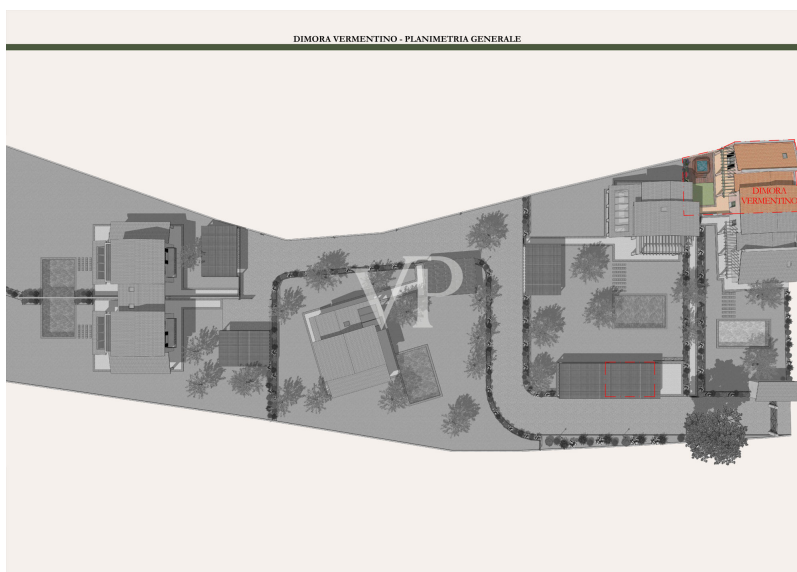 DIMORA VERMENTINO - PLANIMETRIA GENERALE
DIMORA
VERMENTINO
VP